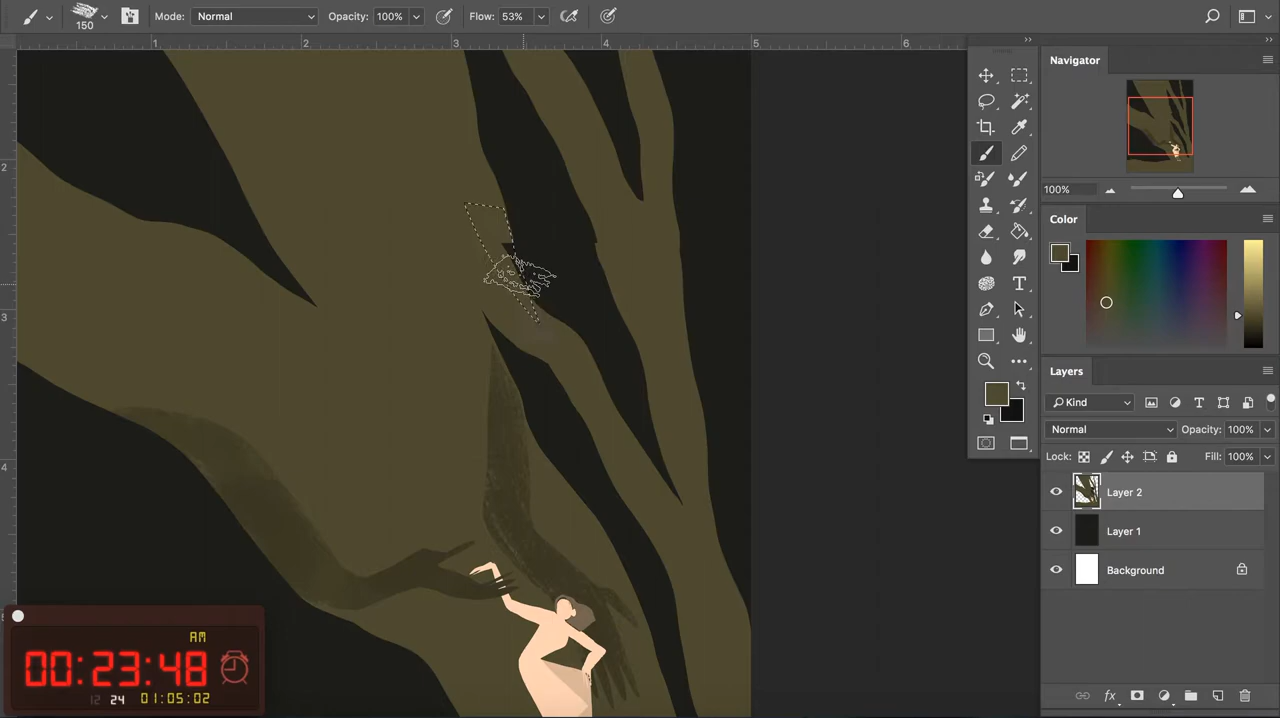 150
Mode: Normal
Opacity: 100%
Flow: 53%
1 2 3 4 5 6
2
3
4
Navigator
100%
Color
Layers
Kind
Normal
Opacity: 100%
Lock:
Fill: 100%
Layer 2
Layer 1
Background
fx
AM
00:23:48
12 24 01:05:02